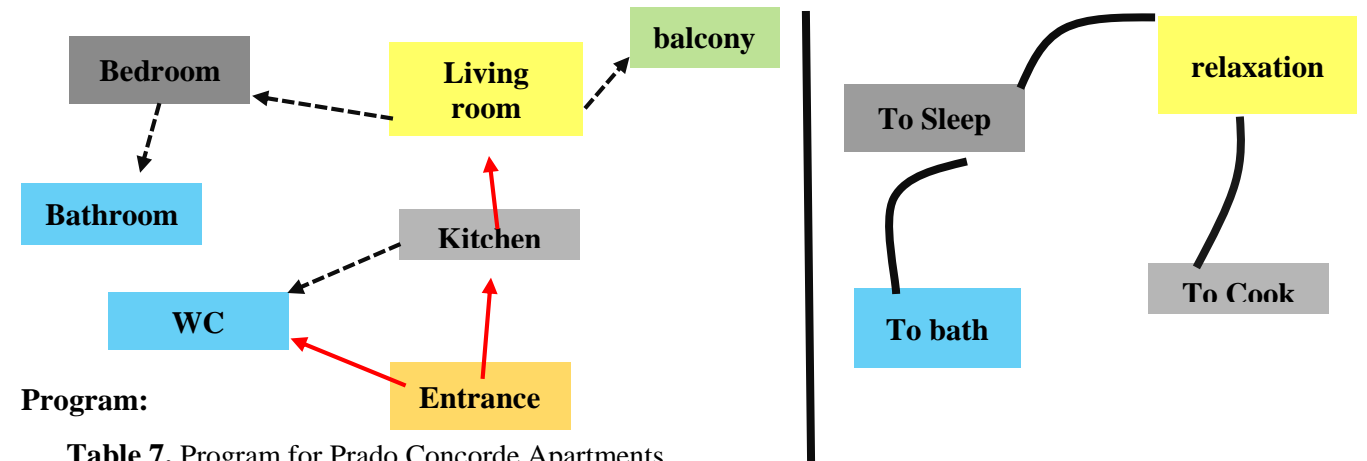 balcony
Bedroom
Living
room
Bathroom
Kitchen
WC
Entrance
relaxation
To Sleep
To Cook
To bath
Program:
Table 7. Program for Prado Concorde Apartments